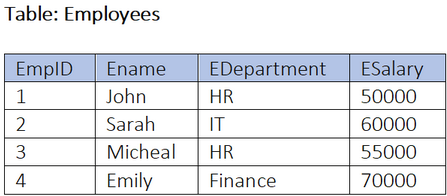 Table: Employees
EmpID Ename EDepartment ESalary
1 John HR 50000
2 Sarah IT 60000
3 Micheal HR 55000
4 Emily Finance 70000